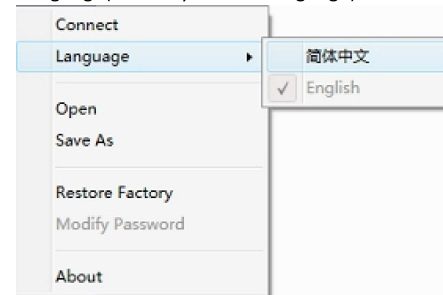 Connect
Language
简体中文
English
Open
Save As
Restore Factory
Modify Password
About